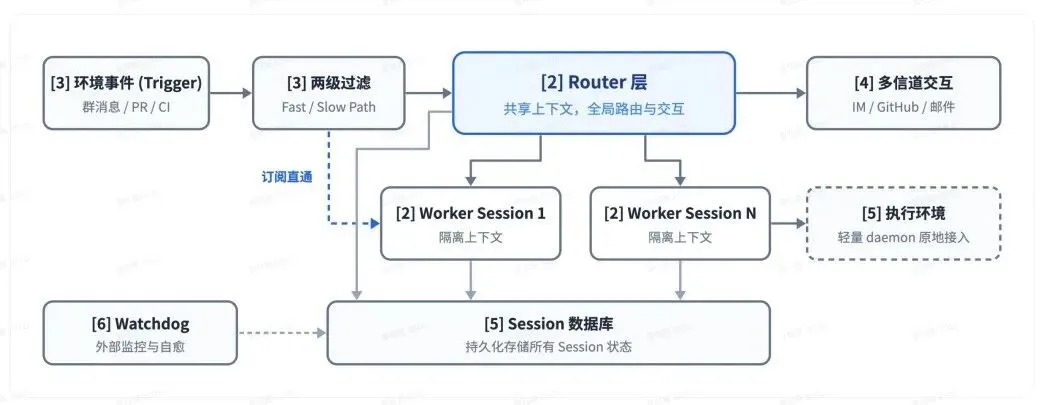 [3] 环境事件 (Trigger)
群消息 / PR / CI
[3] 两级过滤
Fast / Slow Path
[2] Router 层
共享上下文，全局路由与交互
[4] 多信道交互
IM / GitHub / 邮件
订阅直通
[2] Worker Session 1
隔离上下文
[2] Worker Session N
隔离上下文
[5] 执行环境
轻量 daemon 原地接入
[6] Watchdog
外部监控与自愈
[5] Session 数据库
持久化存储所有 Session 状态